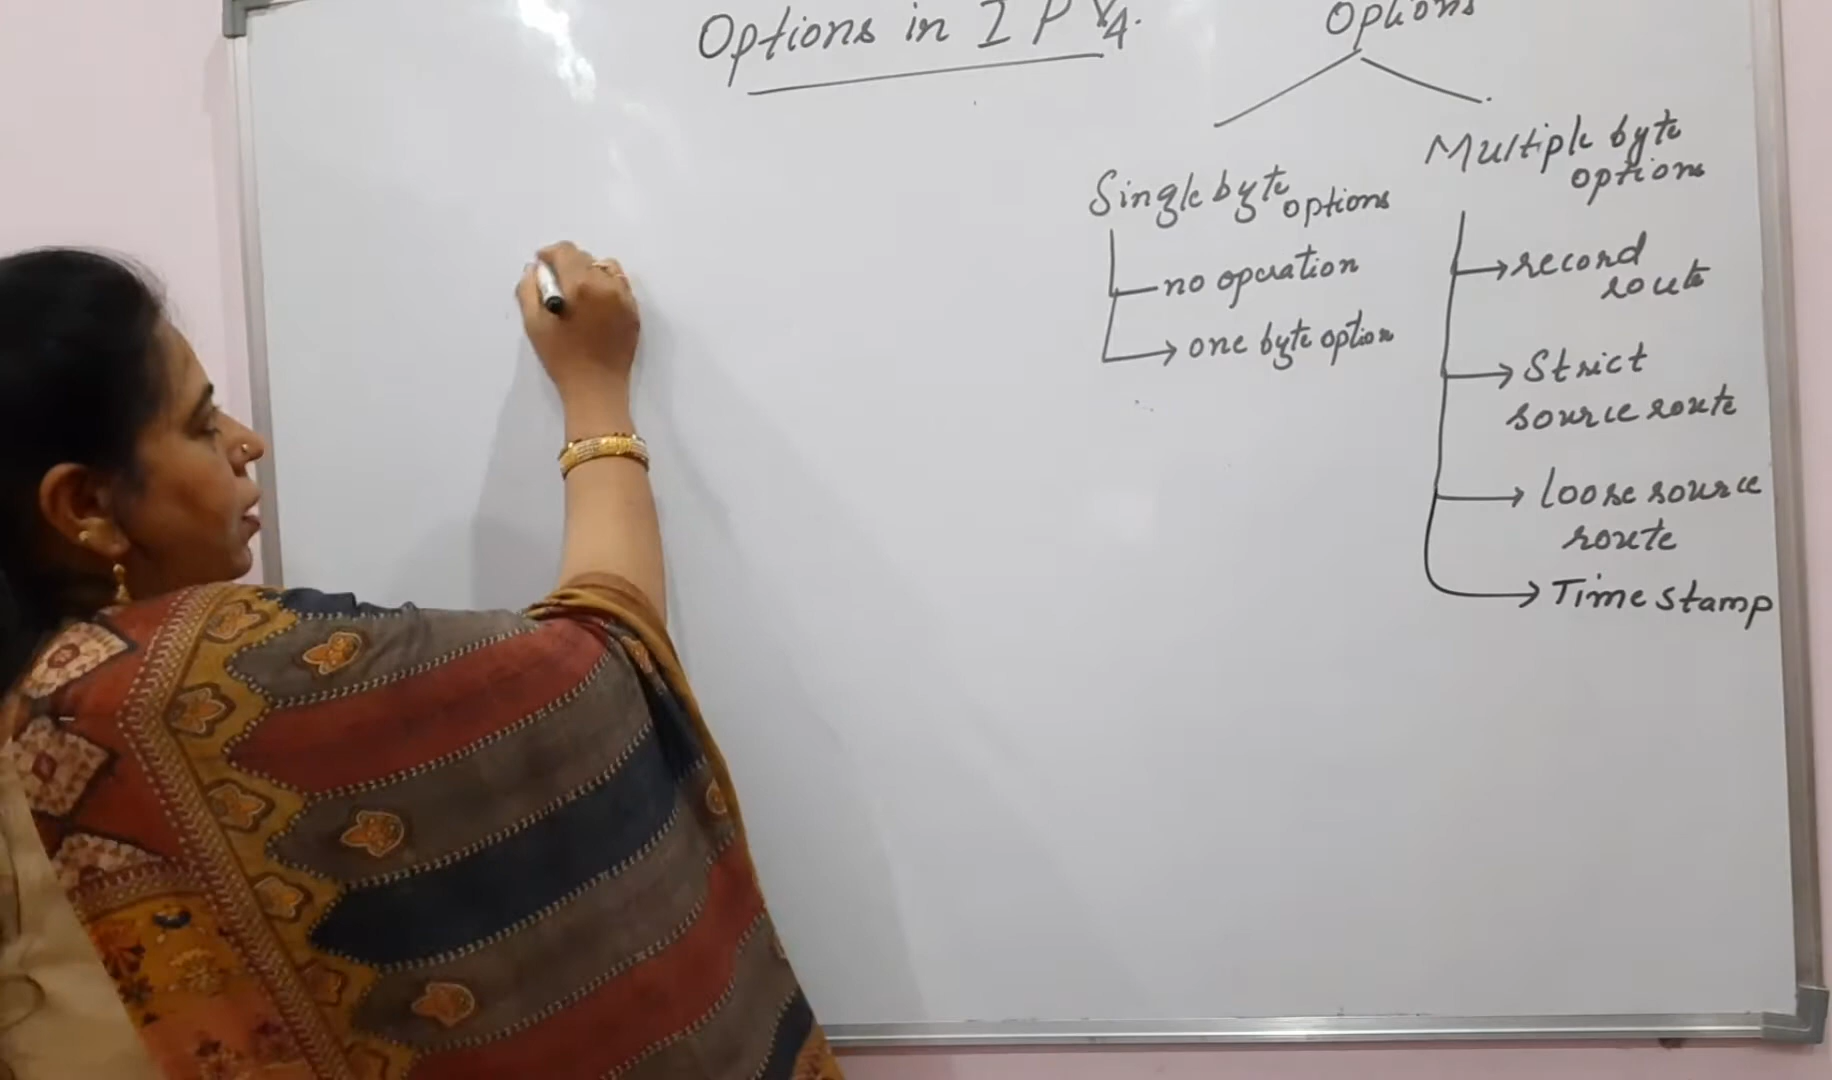 Options in IPV4.
Options
Single byte options
no operation
one byte option
Multiple byte
options
record
route
Strict
source route
loose source
route
Time stamp